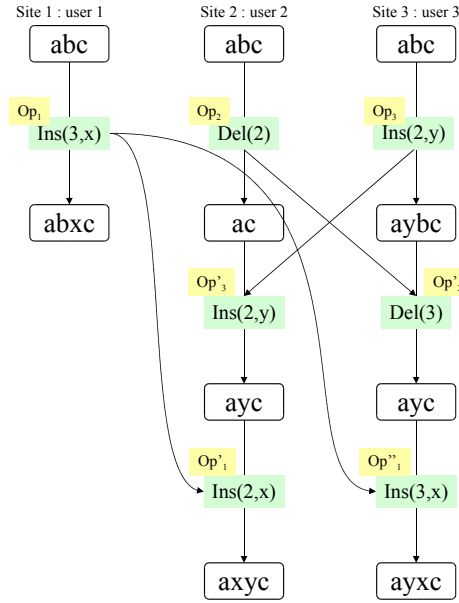 Site 1 : user 1 Site 2 : user 2 Site 3 : user 3
abc abc abc
Op₁ Op₂ Op₃
Ins(3,x) Del(2) Ins(2,y)
abxc ac aybc
Op'₃ Op'
Ins(2,y) Del(3)
ayc ayc
Op'₁ Op''₁
Ins(2,x) Ins(3,x)
axyc ayxc